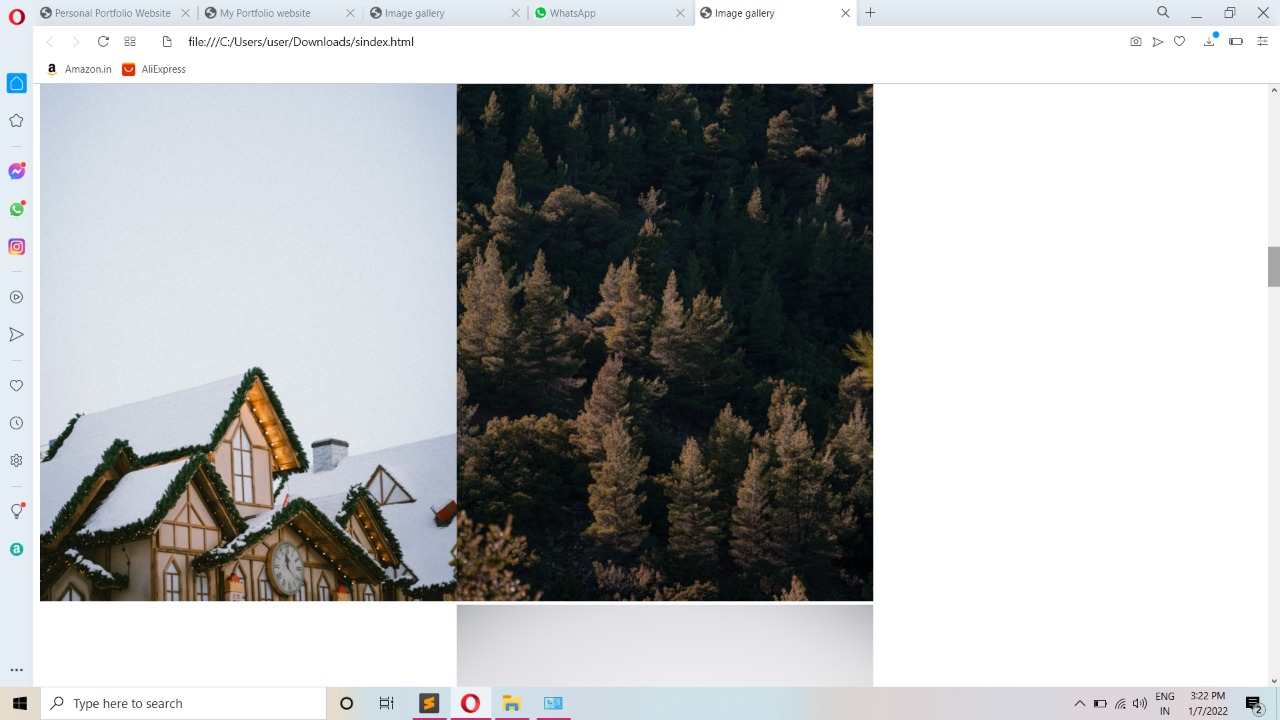 Personal Portfolio Website
My Portfolio website
Image gallery
WhatsApp
Image gallery
file:///C:/Users/user/Downloads/sindex.html
a Amazon.in
AliExpress
a
Type here to search
ENG
IN
3:22 PM
1/7/2022
2